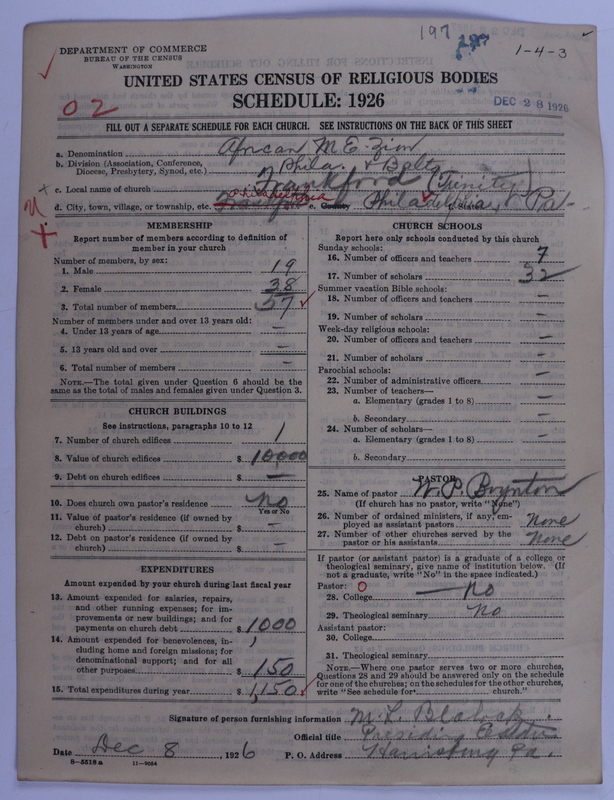 197 197
1-4-3
DEPARTMENT OF COMMERCE
BUREAU OF THE CENSUS
WASHINGTON
UNITED STATES CENSUS OF RELIGIOUS BODIES
SCHEDULE: 1926
DEC 28 1926
02
FILL OUT A SEPARATE SCHEDULE FOR EACH CHURCH. SEE INSTRUCTIONS ON THE BACK OF THIS SHEET
a. Denomination African M. E. Zion
b. Division (Association, Conference, Diocese, Presbytery, Synod, etc.) Phila. & Balto
c. Local name of church Frankford (Trinity)
d. City, town, village, or township, etc. Philadelphia e. County Philadelphia State Pa.
MEMBERSHIP
Report number of members according to definition of member in your church
Number of members, by sex:
1. Male 19
2. Female 38
3. Total number of members 57
Number of members under and over 13 years old:
4. Under 13 years of age —
5. 13 years old and over —
6. Total number of members —
NOTE.—The total given under Question 6 should be the same as the total of males and females given under Question 3.
CHURCH BUILDINGS
See instructions, paragraphs 10 to 12
7. Number of church edifices 1
8. Value of church edifices $ 10000
9. Debt on church edifices $ —
10. Does church own pastor's residence No
Yes or No
11. Value of pastor's residence (if owned by church) $ —
12. Debt on pastor's residence (if owned by church) $ —
EXPENDITURES
Amount expended by your church during last fiscal year
13. Amount expended for salaries, repairs, and other running expenses; for improvements or new buildings; and for payments on church debt $ 1000
14. Amount expended for benevolences, including home and foreign missions; for denominational support; and for all other purposes $ 150
15. Total expenditures during year $ 1,150
CHURCH SCHOOLS
Report here only schools conducted by this church
Sunday schools:
16. Number of officers and teachers 7
17. Number of scholars 32
Summer vacation Bible schools:
18. Number of officers and teachers —
19. Number of scholars —
Week-day religious schools:
20. Number of officers and teachers —
21. Number of scholars —
Parochial schools:
22. Number of administrative officers —
23. Number of teachers—
a. Elementary (grades 1 to 8) —
b. Secondary —
24. Number of scholars—
a. Elementary (grades 1 to 8) —
b. Secondary
PASTOR
25. Name of pastor W. P. Boynton
(If church has no pastor, write "None")
26. Number of ordained ministers, if any, employed as assistant pastors None
27. Number of other churches served by the pastor or his assistants None
If pastor (or assistant pastor) is a graduate of a college or theological seminary, give name of institution below. (If not a graduate, write "No" in the space indicated.)
Pastor: 0
28. College — No
29. Theological seminary No
Assistant pastor:
30. College
31. Theological seminary
NOTE.—Where one pastor serves two or more churches, Questions 28 and 29 should be answered only on the schedule for one of the churches; on the schedules for the other churches, write "See schedule for church."
Signature of person furnishing information M. L. Blalock
Official title Presiding Elder
Date Dec 8, 1926 P. O. Address Harrisburg Pa.
8-5518 a 11-9054